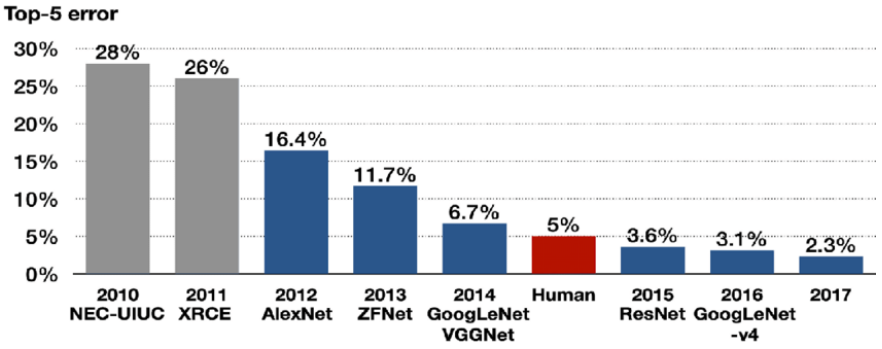 Top-5 error
30%
25%
20%
15%
10%
5%
0%
28%
26%
16.4%
11.7%
6.7%
5%
3.6%
3.1%
2.3%
2010
NEC-UIUC
2011
XRCE
2012
AlexNet
2013
ZFNet
2014
GoogLeNet
VGGNet
Human
2015
ResNet
2016
GoogLeNet
-v4
2017